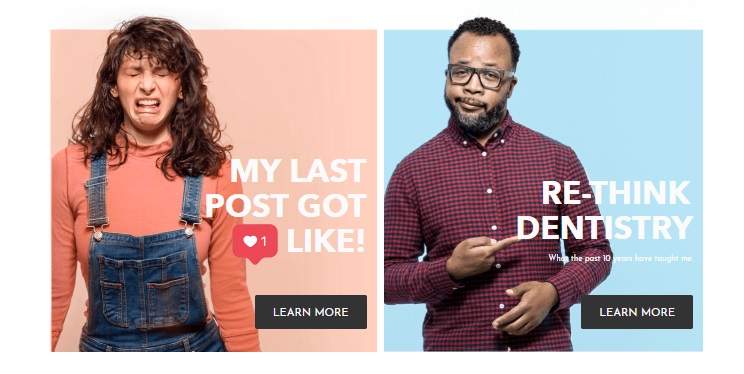 MY LAST
POST GOT
1 LIKE!
LEARN MORE
RE-THINK
DENTISTRY
What the past 10 years have taught me
LEARN MORE